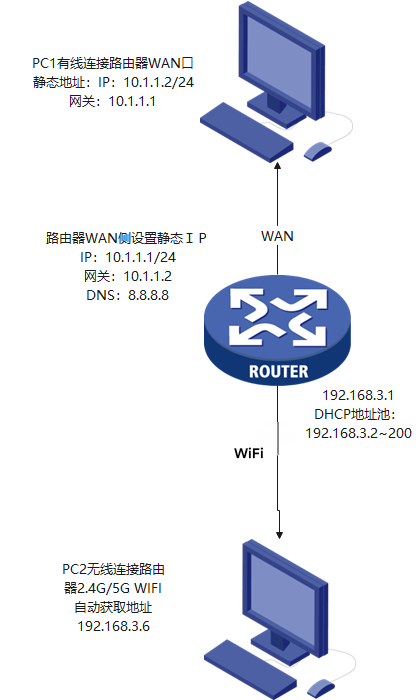 PC1有线连接路由器WAN口
静态地址：IP：10.1.1.2/24
网关：10.1.1.1
WAN
路由器WAN侧设置静态ＩＰ
IP：10.1.1.1/24
网关：10.1.1.2
DNS：8.8.8.8
ROUTER
192.168.3.1
DHCP地址池：
192.168.3.2~200
WiFi
PC2无线连接路由
器2.4G/5G WIFI
自动获取地址
192.168.3.6